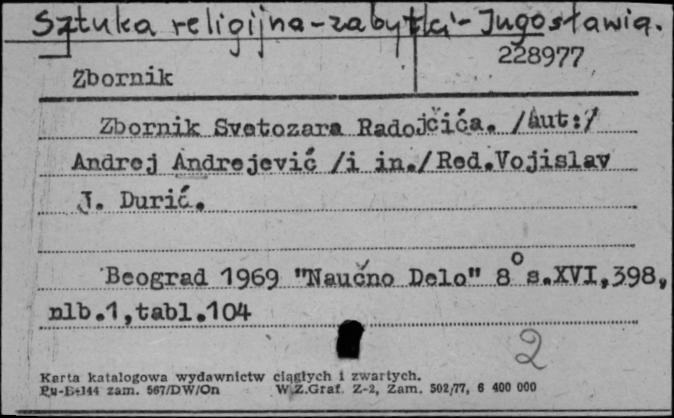 Sztuka religijna-zabytki-Jugosławia.
228977
Zbornik
Zbornik Svetozara Radojčića. /Aut:/
Andrej Andrejević /i in./Red.Vojislav
J. Durić.
Beograd 1969 "Naučno Delo" 8° s.XVI,398,
nlb.1,tabl.104
2
Karta katalogowa wydawnictw ciągłych i zwartych.
Pu-B-144 zam. 567/DW/On W.Z.Graf. Z-2, Zam. 502/77, 6 400 000